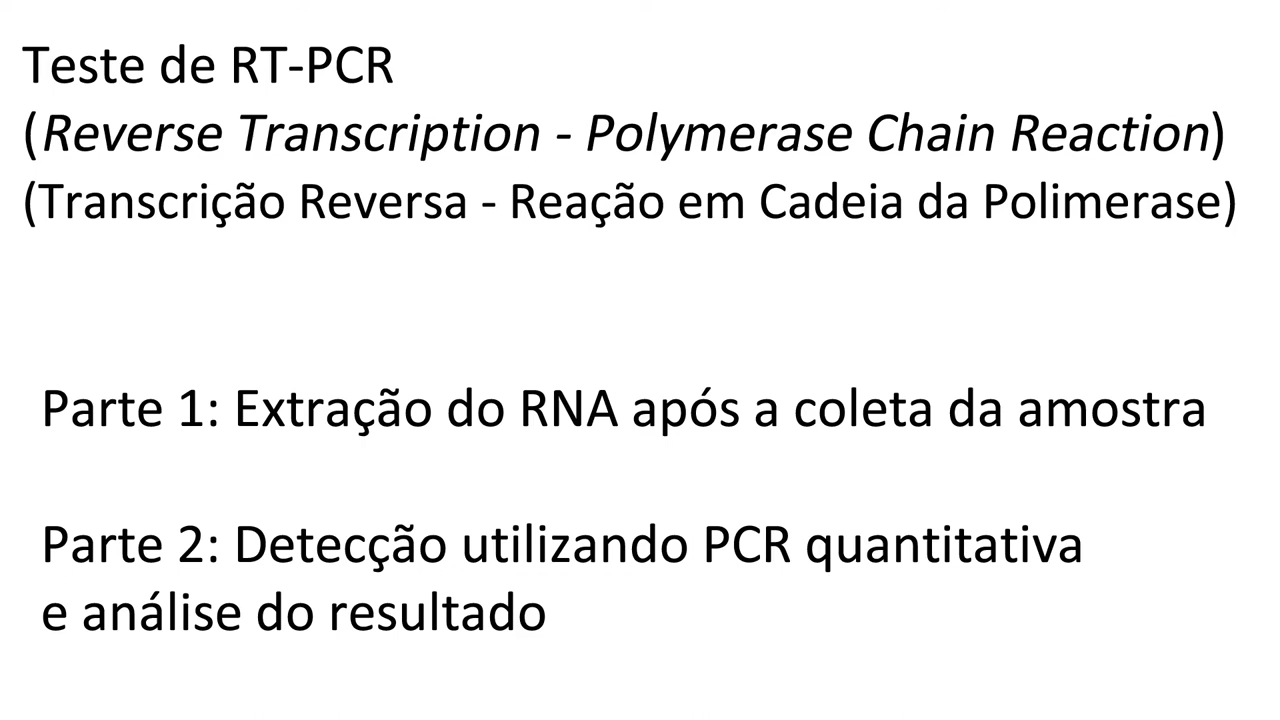 Teste de RT-PCR
(Reverse Transcription - Polymerase Chain Reaction)
(Transcrição Reversa - Reação em Cadeia da Polimerase)
Parte 1: Extração do RNA após a coleta da amostra
Parte 2: Detecção utilizando PCR quantitativa
e análise do resultado